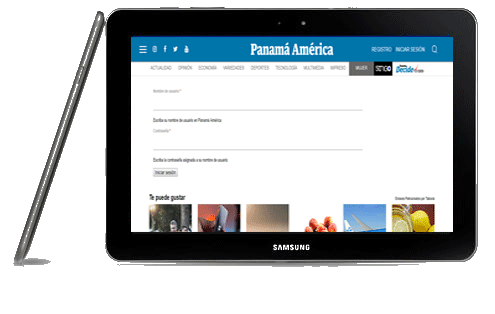 Panamá América
REGISTRO INICIAR SESIÓN
ACTUALIDAD OPINIÓN ECONOMÍA VARIEDADES DEPORTES TECNOLOGÍA MULTIMEDIA IMPRESO MUJER
Decide
Nombre de usuario *
Escriba su nombre de usuario en Panamá América.
Contraseña *
Escriba la contraseña asignada a su nombre de usuario.
Iniciar sesión
Te puede gustar
Enlaces Patrocinados por Taboola
SAMSUNG